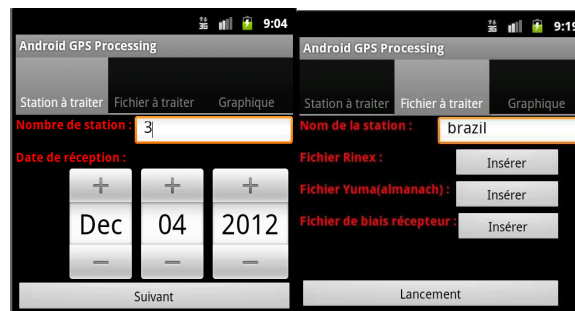 3G 9:04
Android GPS Processing
Station à traiter Fichier à traiter Graphique
Nombre de station : 3
Date de réception :
+ + +
Dec 04 2012
− − −
Suivant
3G 9:19
Android GPS Processing
Station à traiter Fichier à traiter Graphique
Nom de la station : brazil
Fichier Rinex : Insérer
Fichier Yuma(almanach) : Insérer
Fichier de biais récepteur : Insérer
Lancement